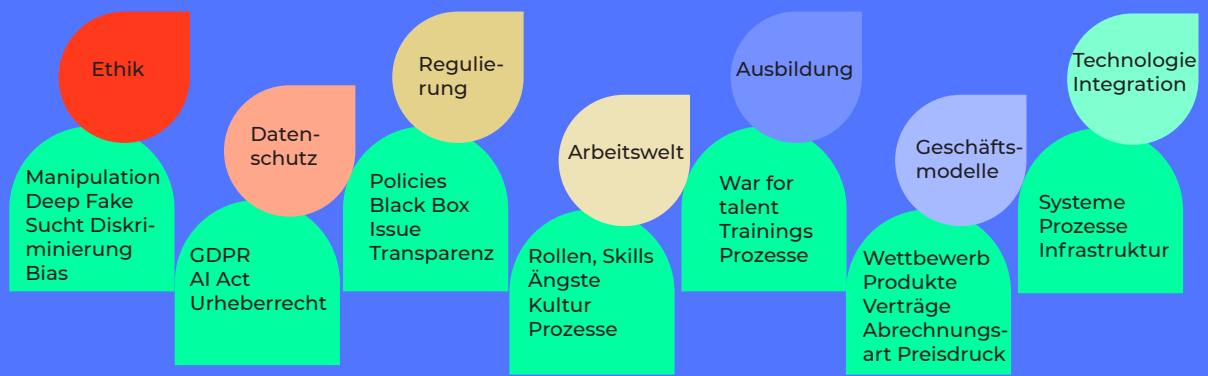 Ethik
Manipulation
Deep Fake
Sucht Diskri-
minierung
Bias
Daten-
schutz
GDPR
AI Act
Urheberrecht
Regulie-
rung
Policies
Black Box
Issue
Transparenz
Arbeitswelt
Rollen, Skills
Ängste
Kultur
Prozesse
Ausbildung
War for
talent
Trainings
Prozesse
Geschäfts-
modelle
Wettbewerb
Produkte
Verträge
Abrechnungs-
art Preisdruck
Technologie
Integration
Systeme
Prozesse
Infrastruktur